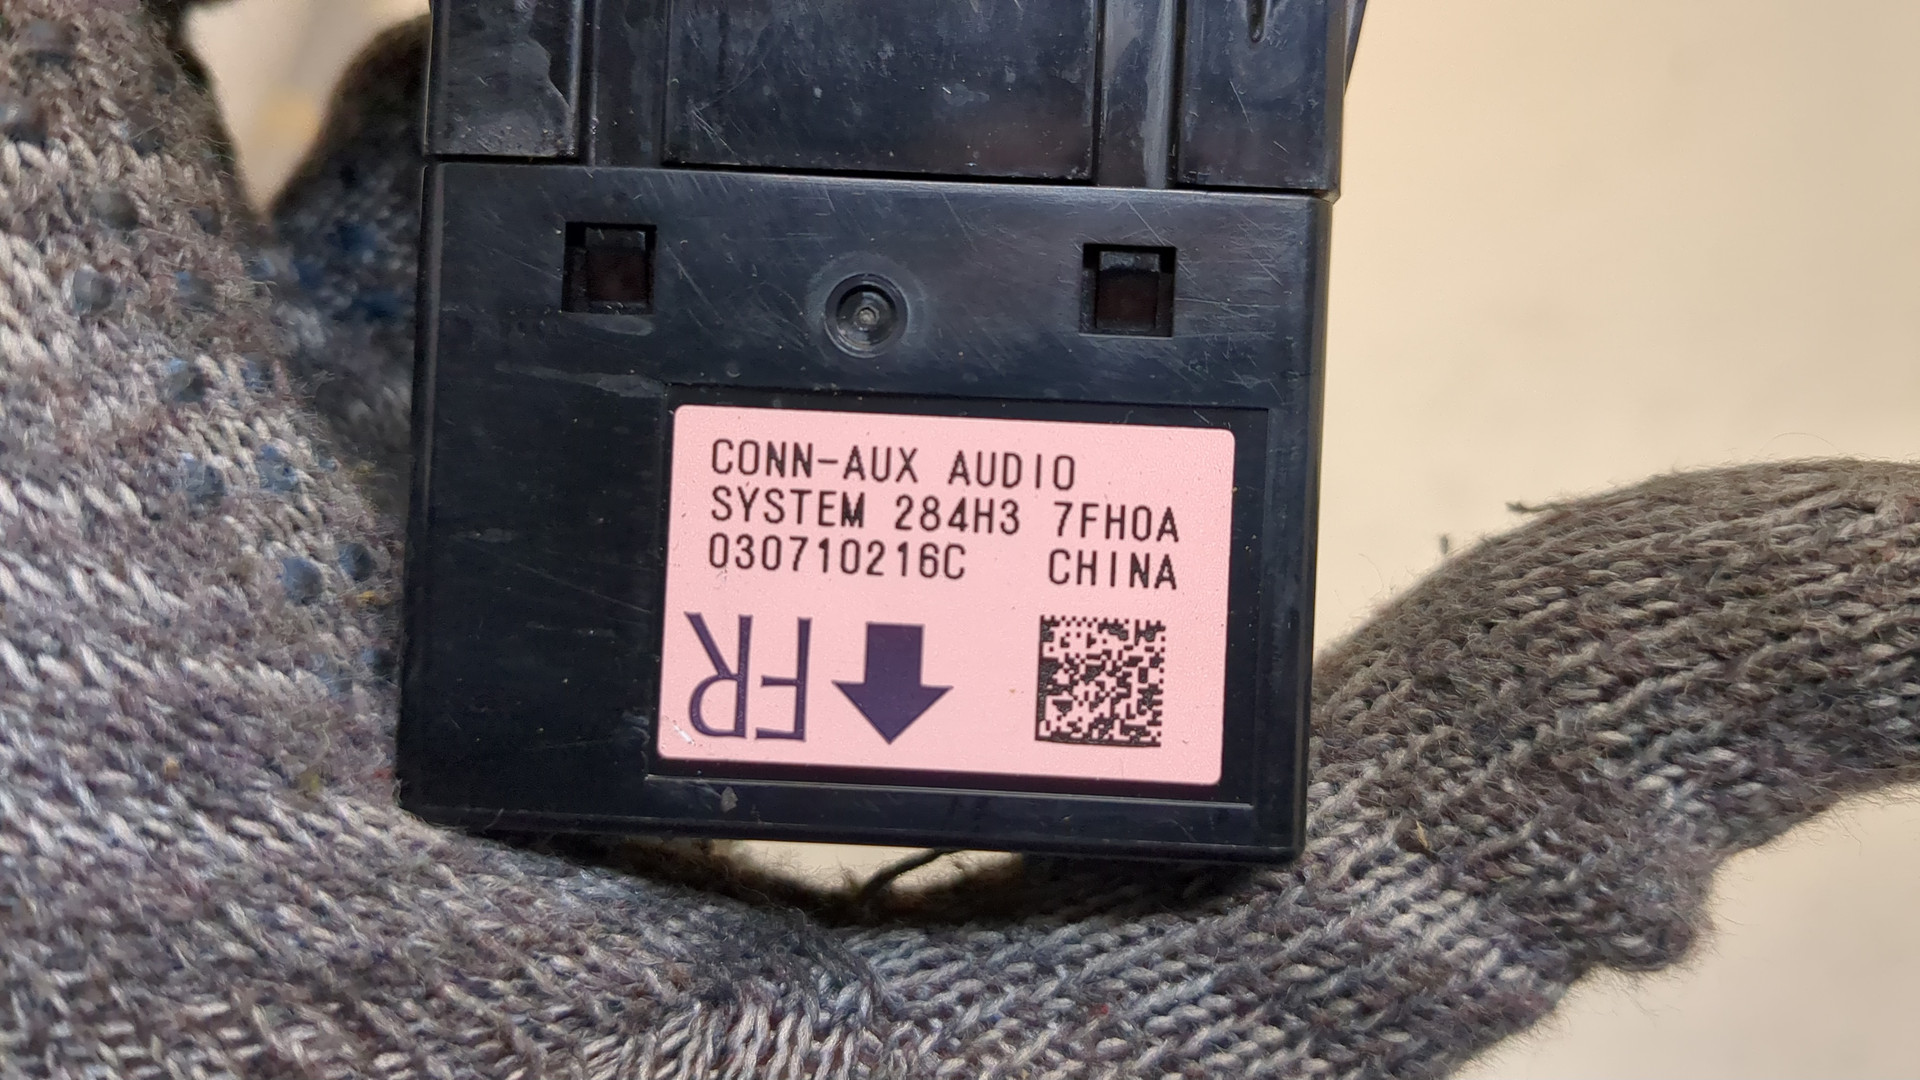 CONN-AUX AUDIO
SYSTEM 284H3 7FH0A
030710216C CHINA
FR